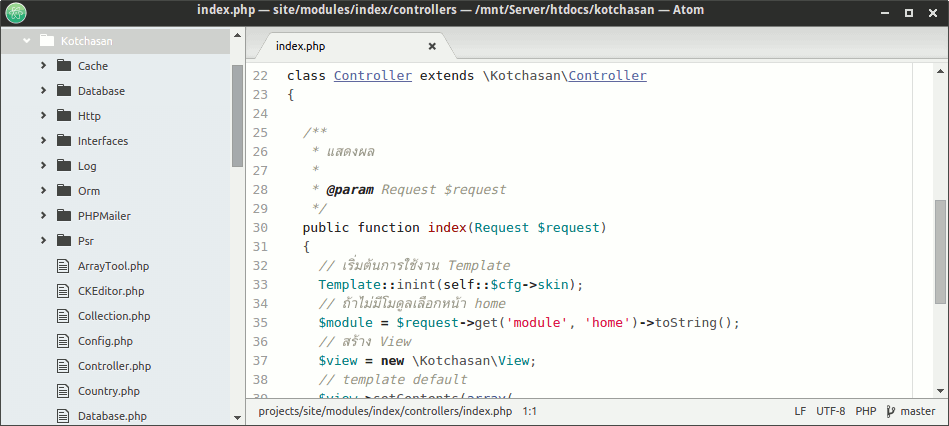 index.php — site/modules/index/controllers — /mnt/Server/htdocs/kotchasan — Atom
Kotchasan
Cache
Database
Http
Interfaces
Log
Orm
PHPMailer
Psr
ArrayTool.php
CKEditor.php
Collection.php
Config.php
Controller.php
Country.php
Database.php
index.php
22 class Controller extends \Kotchasan\Controller
23 {
24
25 /**
26 * แสดงผล
27 *
28 * @param Request $request
29 */
30 public function index(Request $request)
31 {
32 // เริ่มต้นการใช้งาน Template
33 Template::inint(self::$cfg->skin);
34 // ถ้าไม่มีโมดูลเลือกหน้า home
35 $module = $request->get('module', 'home')->toString();
36 // สร้าง View
37 $view = new \Kotchasan\View;
38 // template default
39 $view->setContents(array(
projects/site/modules/index/controllers/index.php 1:1
LF UTF-8 PHP master